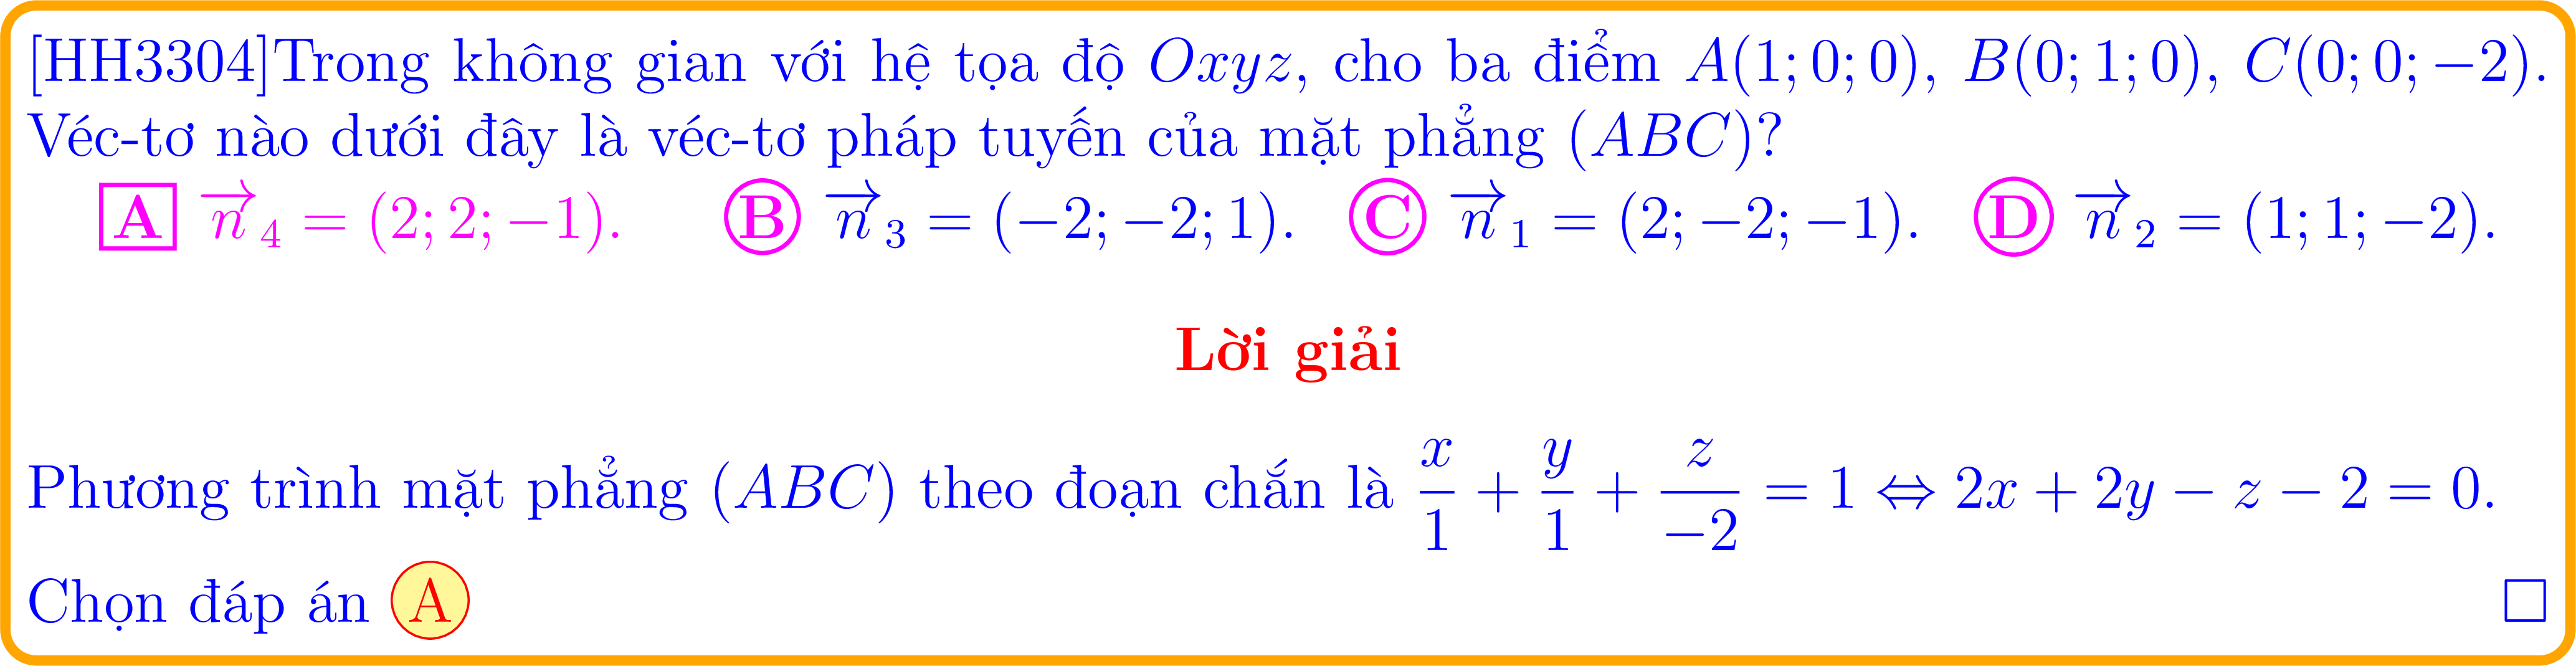 [HH3304]Trong không gian với hệ tọa độ Oxyz, cho ba điểm A(1; 0; 0), B(0; 1; 0), C(0; 0; −2).
Véc-tơ nào dưới đây là véc-tơ pháp tuyến của mặt phẳng (ABC)?
A $\overrightarrow{n}_4$ = (2; 2; −1). B $\overrightarrow{n}_3$ = (−2; −2; 1). C $\overrightarrow{n}_1$ = (2; −2; −1). D $\overrightarrow{n}_2$ = (1; 1; −2).
Lời giải
Phương trình mặt phẳng (ABC) theo đoạn chắn là $\dfrac{x}{1} + \dfrac{y}{1} + \dfrac{z}{-2} = 1 \Leftrightarrow 2x + 2y - z - 2 = 0.$
Chọn đáp án A □